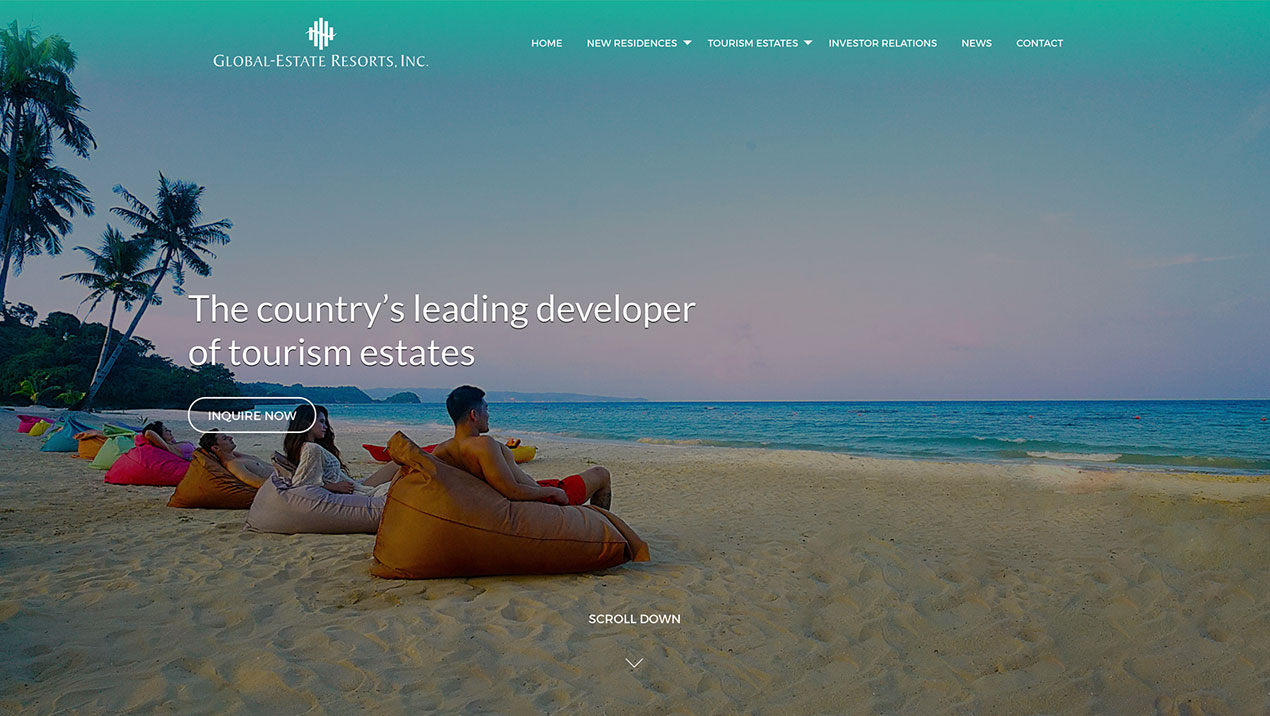 GLOBAL-ESTATE RESORTS, INC.
HOME
NEW RESIDENCES
TOURISM ESTATES
INVESTOR RELATIONS
NEWS
CONTACT
The country’s leading developer
of tourism estates
INQUIRE NOW
SCROLL DOWN